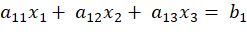 a₁₁x₁ + a₁₂x₂ + a₁₃x₃ = b₁